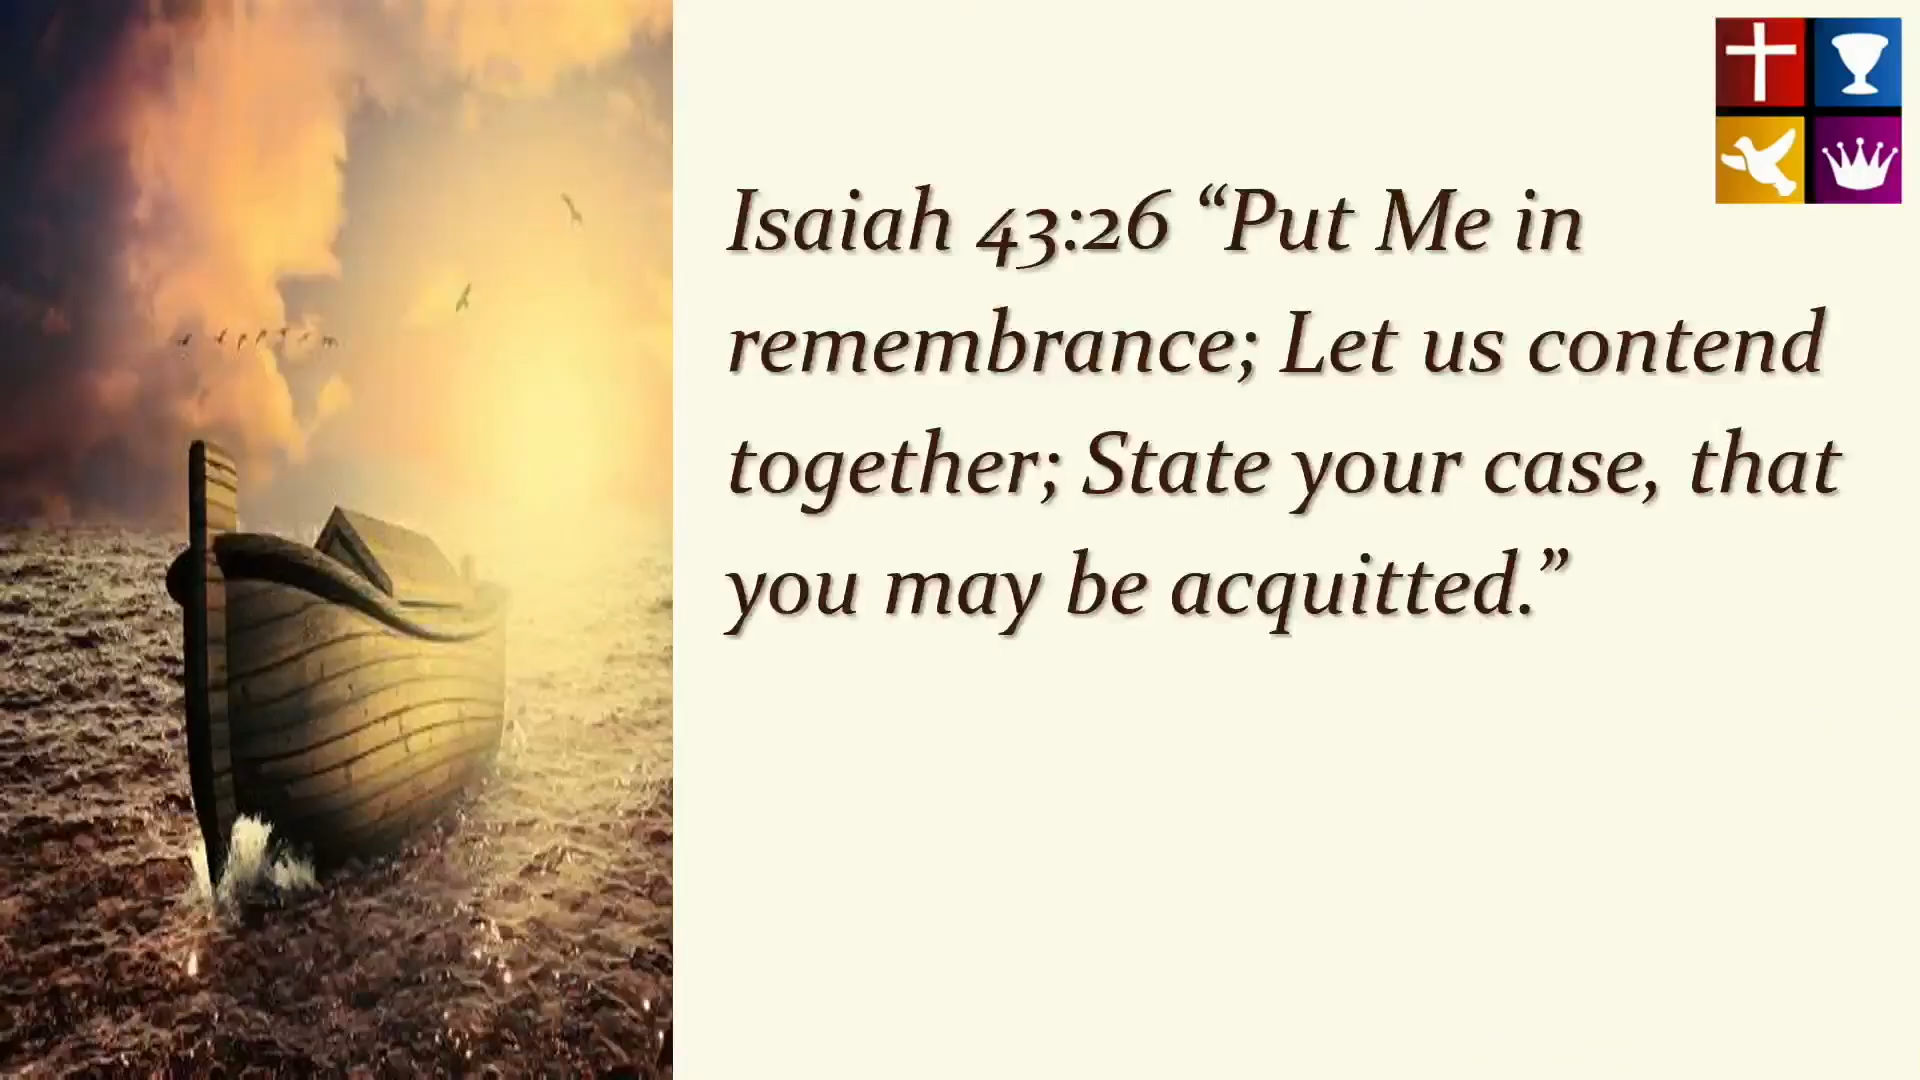 Isaiah 43:26 “Put Me in
remembrance; Let us contend
together; State your case, that
you may be acquitted.”